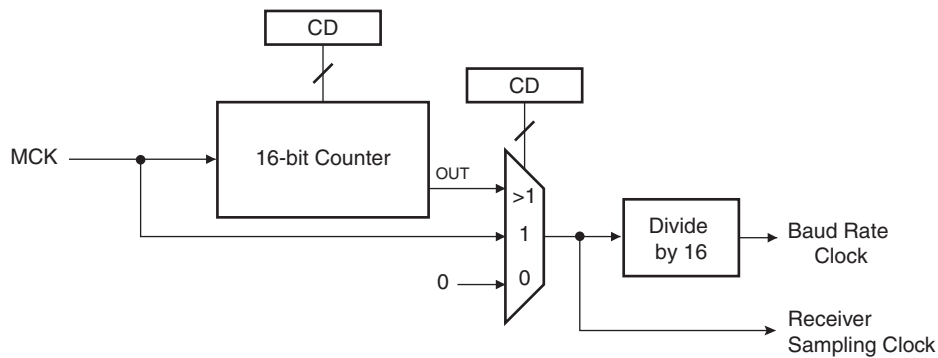 CD
CD
MCK
16-bit Counter
OUT
>1
1
0
0
Divide
by 16
Baud Rate
Clock
Receiver
Sampling Clock